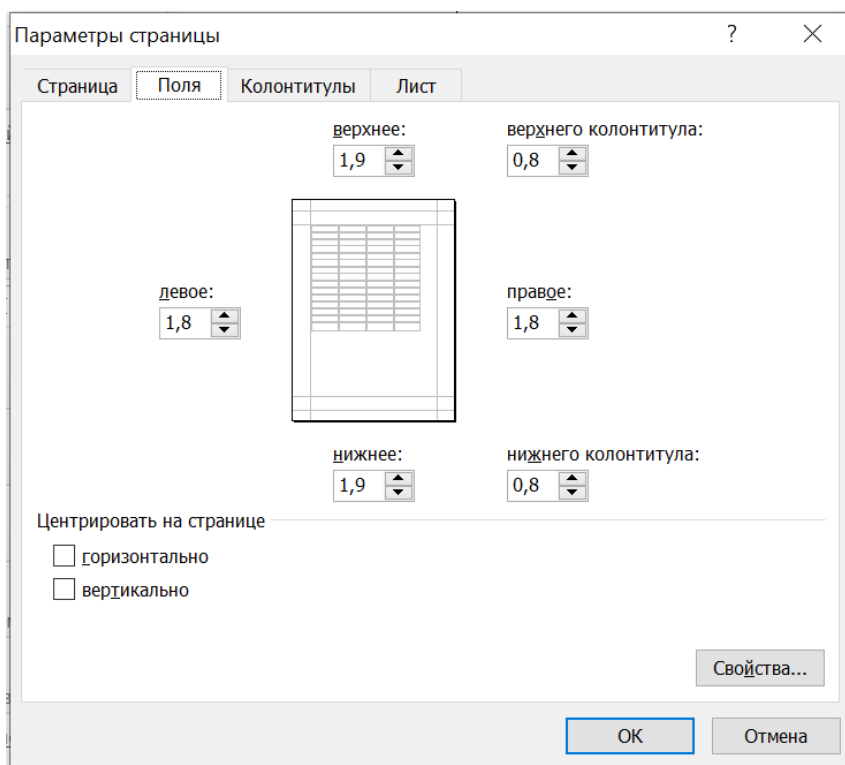 Параметры страницы ?
Страница Поля Колонтитулы Лист
верхнее: верхнего колонтитула:
1,9 0,8
левое: правое:
1,8 1,8
нижнее: нижнего колонтитула:
1,9 0,8
Центрировать на странице
горизонтально
вертикально
Свойства...
ОК Отмена